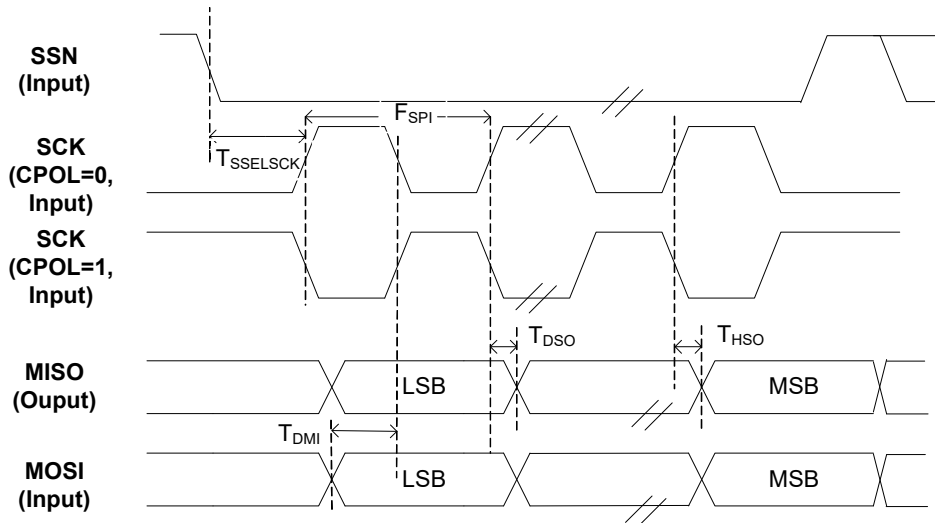 SSN
(Input)
F_SPI
SCK
(CPOL=0,
Input)
T_SSELSCK
SCK
(CPOL=1,
Input)
T_DSO
T_HSO
MISO
(Ouput)
LSB
MSB
T_DMI
MOSI
(Input)
LSB
MSB